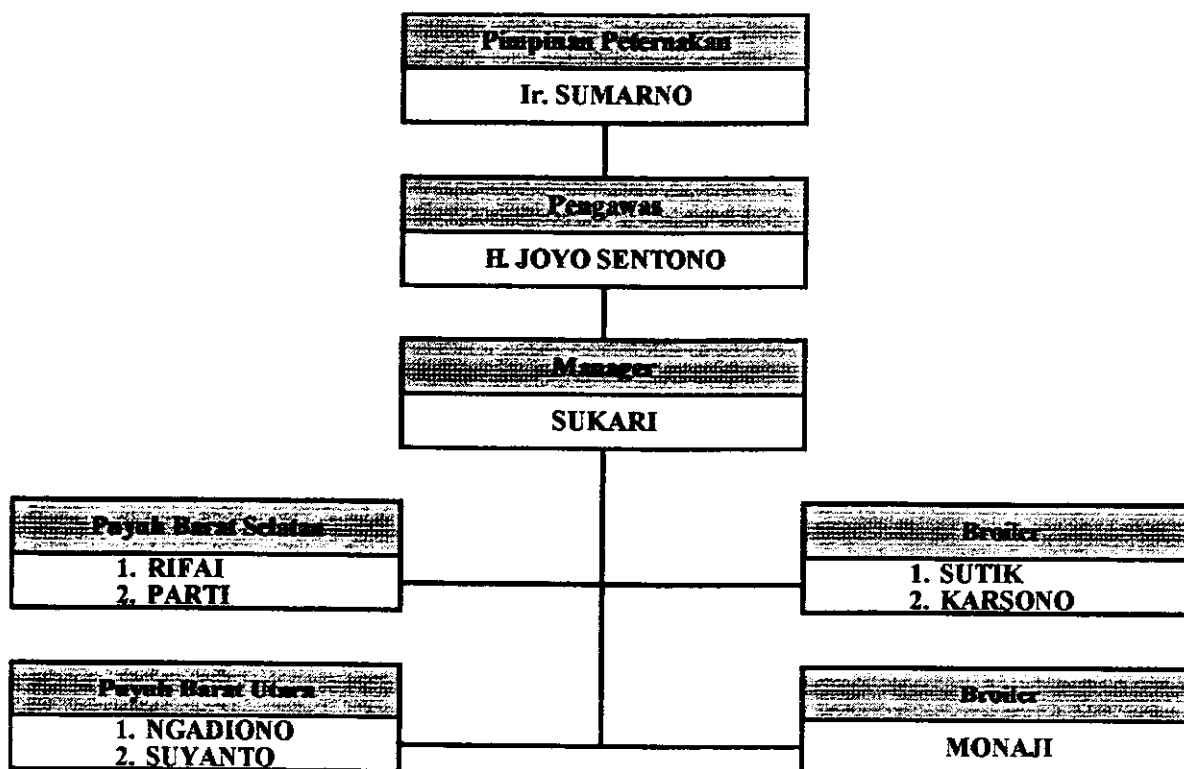 Pimpinan Peternakan
Ir. SUMARNO
Pengawas
H. JOYO SENTONO
Manager
SUKARI
Puyuh Barat Selatan
1. RIFAI
2. PARTI
Broiler
1. SUTIK
2. KARSONO
Puyuh Barat Utara
1. NGADIONO
2. SUYANTO
Broiler
MONAJI